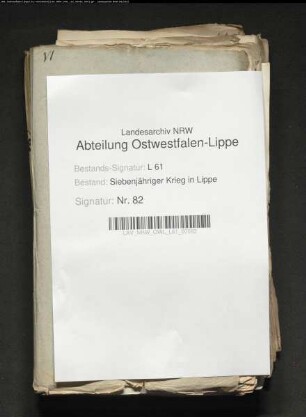 Landesarchiv NRW
Abteilung Ostwestfalen-Lippe
Bestands-Signatur: L 61
Bestand: Siebenjähriger Krieg in Lippe
Signatur: Nr. 82